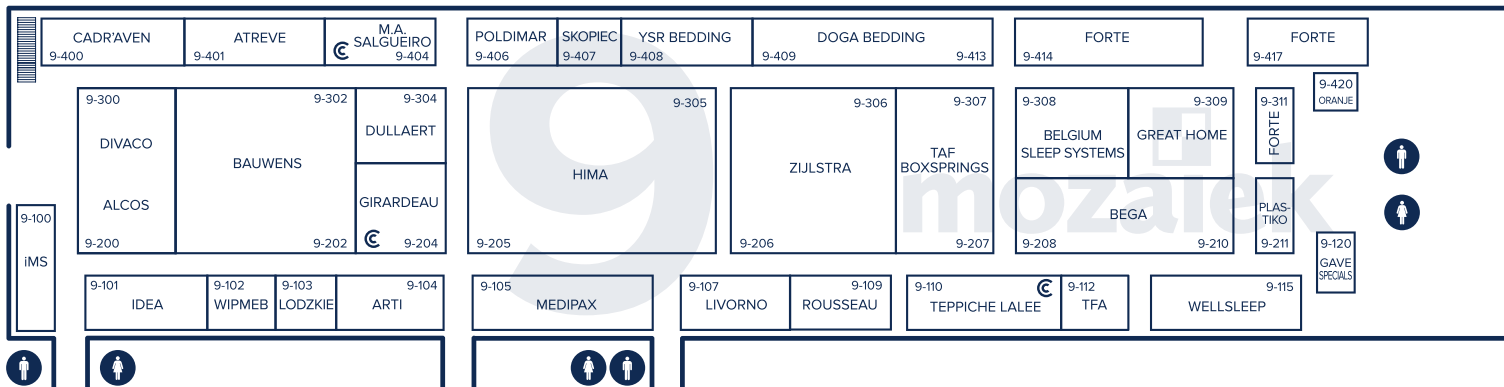 CADR'AVEN
9-400
ATREVE
9-401
M.A.
SALGUEIRO
9-404
POLDIMAR
9-406
SKOPIEC
9-407
YSR BEDDING
9-408
DOGA BEDDING
9-409 9-413
FORTE
9-414
FORTE
9-417
9-420
ORANJE
9-300
DIVACO
ALCOS
9-200
9-302
BAUWENS
9-202
9-304
DULLAERT
GIRARDEAU
9-204
9-305
HIMA
9-205
9-306
ZIJLSTRA
9-206
9-307
TAF
BOXSPRINGS
9-207
9-308
BELGIUM
SLEEP SYSTEMS
9-309
GREAT HOME
BEGA
9-208 9-210
9-311
FORTE
PLAS-
TIKO
9-211
9
mozaiek
9-100
iMS
9-120
GAVE
SPECIALS
9-101
IDEA
9-102
WIPMEB
9-103
LODZKIE
9-104
ARTI
9-105
MEDIPAX
9-107
LIVORNO
9-109
ROUSSEAU
9-110
TEPPICHE LALEE
9-112
TFA
9-115
WELLSLEEP